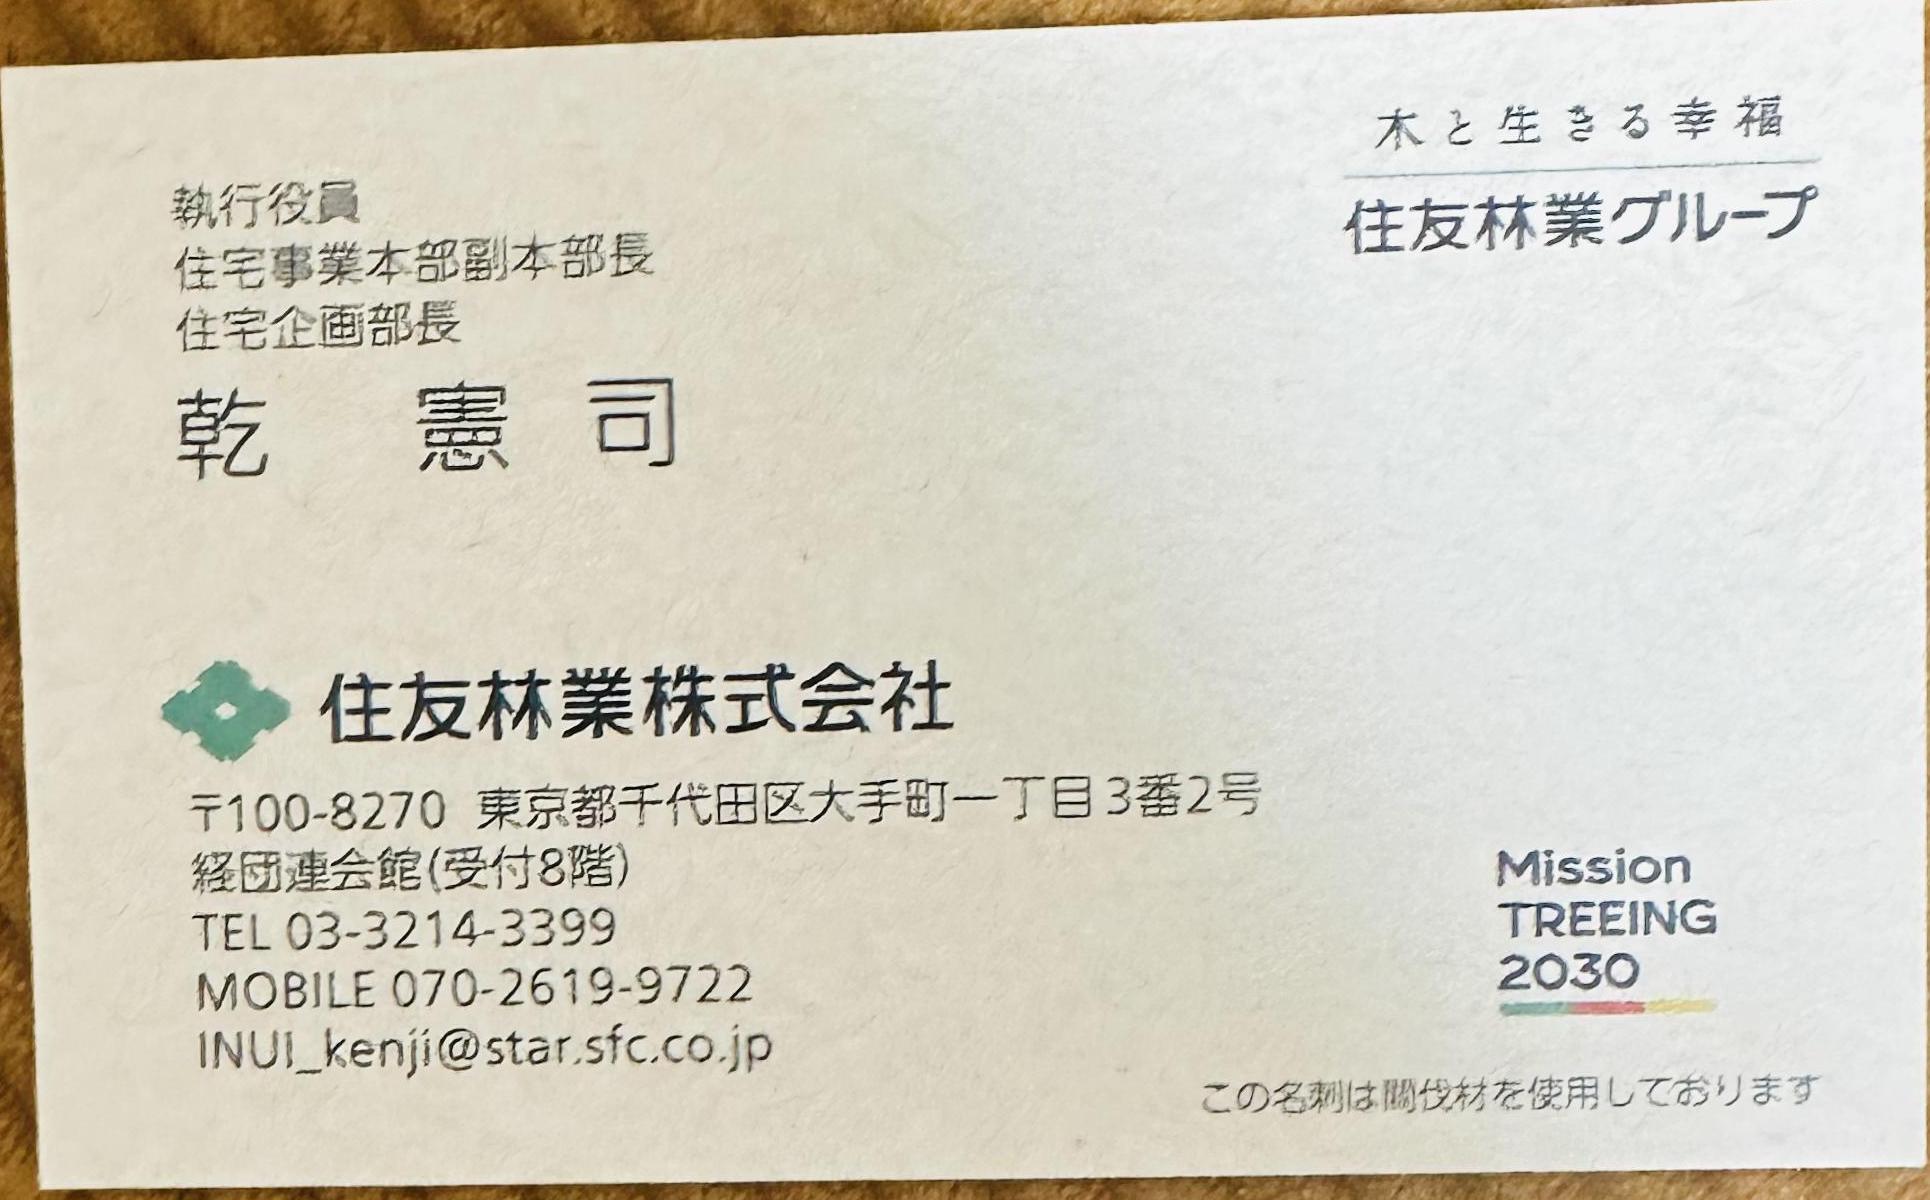 木と生きる幸福
住友林業グループ
執行役員
住宅事業本部副本部長
住宅企画部長
乾 憲司
住友林業株式会社
〒100-8270 東京都千代田区大手町一丁目3番2号
経団連会館(受付8階)
TEL 03-3214-3399
MOBILE 070-2619-9722
INUI_kenji@star.sfc.co.jp
Mission
TREEING
2030
この名刺は間伐材を使用しております